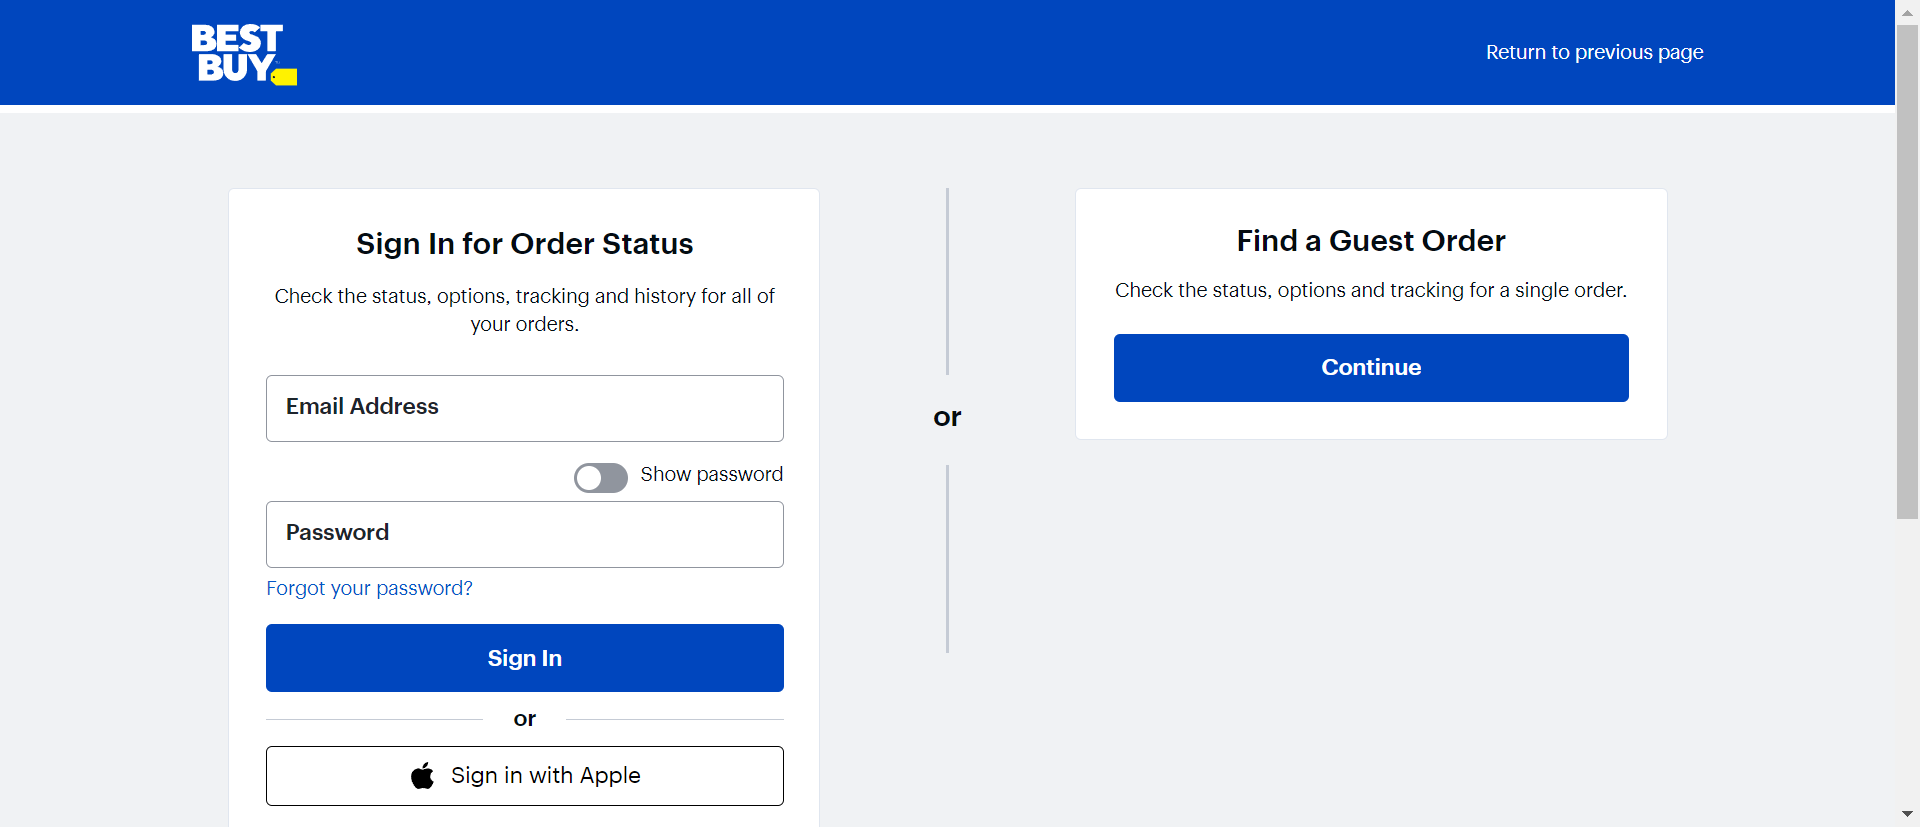 BEST
BUY
Return to previous page
Sign In for Order Status
Check the status, options, tracking and history for all of
your orders.
Email Address
Show password
Password
Forgot your password?
Sign In
or
Sign in with Apple
or
Find a Guest Order
Check the status, options and tracking for a single order.
Continue